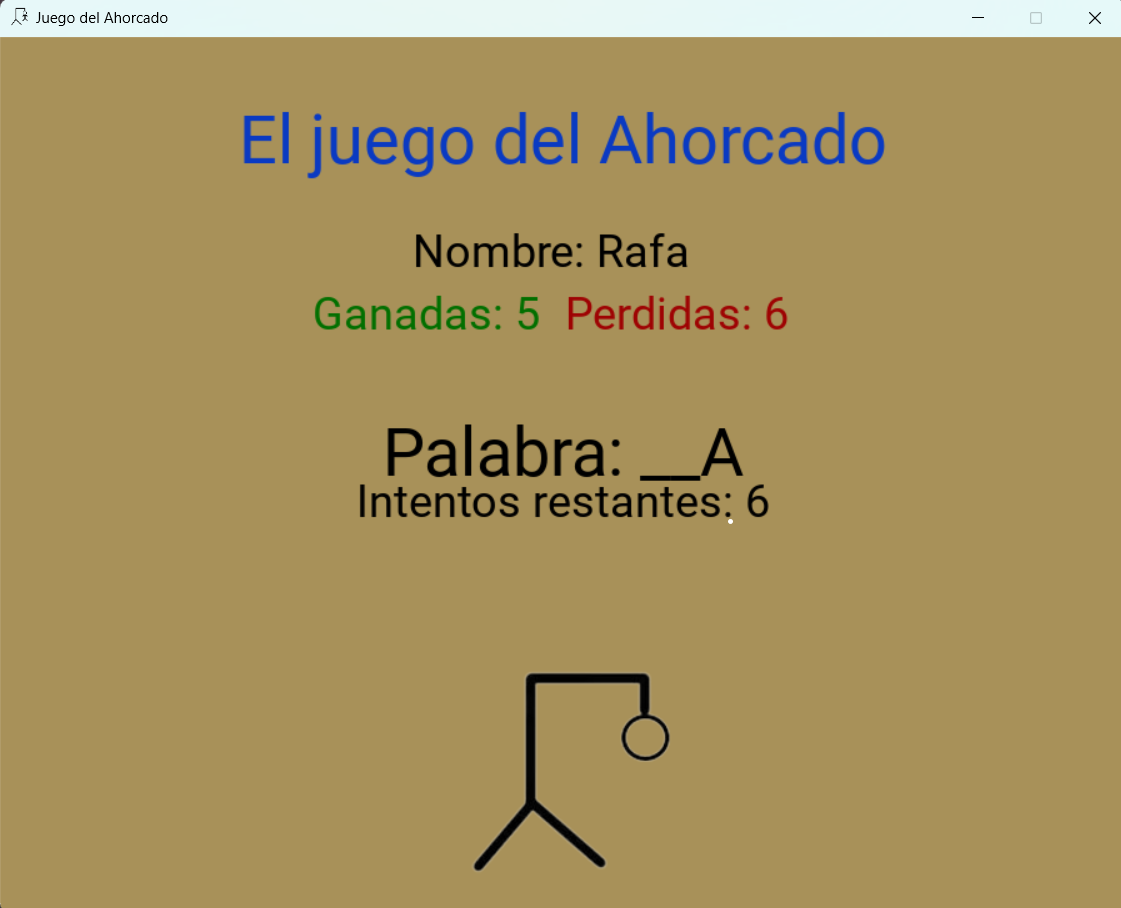 Juego del Ahorcado
El juego del Ahorcado
Nombre: Rafa
Ganadas: 5 Perdidas: 6
Palabra: __A
Intentos restantes: 6